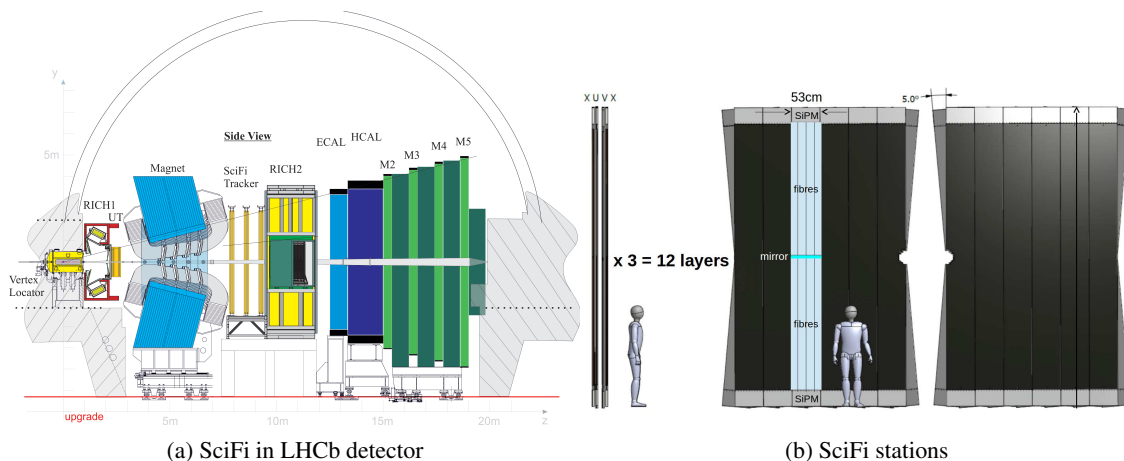 y
5m
Side View
ECAL
HCAL
M2
M3
M4
M5
Magnet
SciFi
Tracker
RICH2
RICH1
UT
Vertex
Locator
upgrade
5m
10m
15m
20m
z
X U V X
x 3 = 12 layers
53cm
SiPM
fibres
mirror
fibres
SiPM
5.0°
(a) SciFi in LHCb detector
(b) SciFi stations